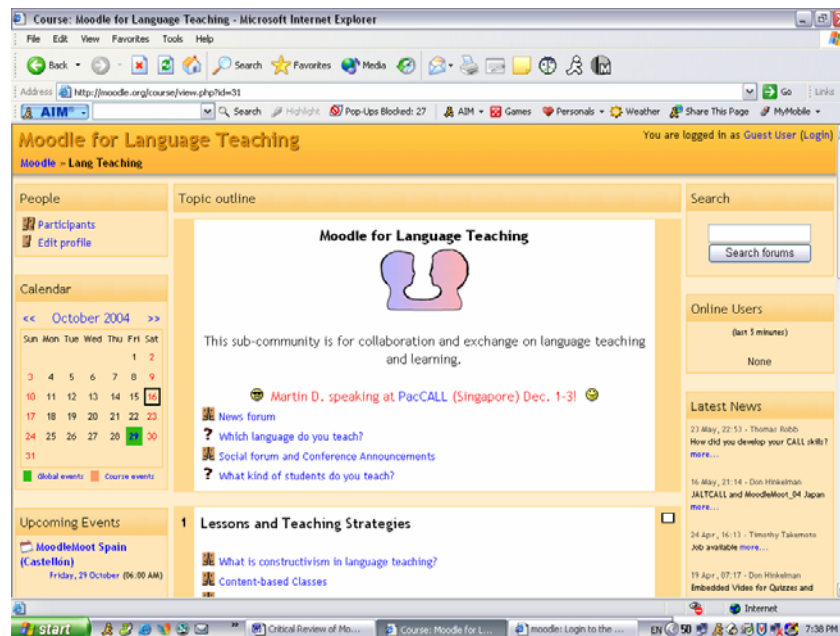 Course: Moodle for Language Teaching - Microsoft Internet Explorer
File Edit View Favorites Tools Help
Back Search Favorites Media
Address http://moodle.org/course/view.php?id=31 Go Links
AIM Search Highlight Pop-Ups Blocked: 27 AIM Games Personals Weather Share This Page MyMobile
Moodle for Language Teaching
You are logged in as Guest User (Login)
Moodle » Lang Teaching
People
Participants
Edit profile
Calendar
<< October 2004 >>
Sun Mon Tue Wed Thu Fri Sat
1 2
3 4 5 6 7 8 9
10 11 12 13 14 15 16
17 18 19 20 21 22 23
24 25 26 27 28 29 30
31
Global events Course events
Upcoming Events
MoodleMoot Spain
(Castellón)
Friday, 29 October (06:00 AM)
Topic outline
Moodle for Language Teaching
This sub-community is for collaboration and exchange on language teaching
and learning.
Martin D. speaking at PacCALL (Singapore) Dec. 1-3!
News forum
? Which language do you teach?
Social forum and Conference Announcements
? What kind of students do you teach?
1 Lessons and Teaching Strategies
What is constructivism in language teaching?
Content-based Classes
Search
Search forums
Online Users
(last 5 minutes)
None
Latest News
23 May, 22:53 - Thomas Robb
How did you develop your CALL skills?
more...
16 May, 21:14 - Don Hinkelman
JALTCALL and MoodleMoot_04 Japan
more...
24 Apr, 16:13 - Timothy Takemoto
Job available more...
19 Apr, 07:17 - Don Hinkelman
Embedded Video for Quizzes and
Internet
start Critical Review of Mo... Course: Moodle for L... moodle: Login to the ... EN 50 7:38 PM